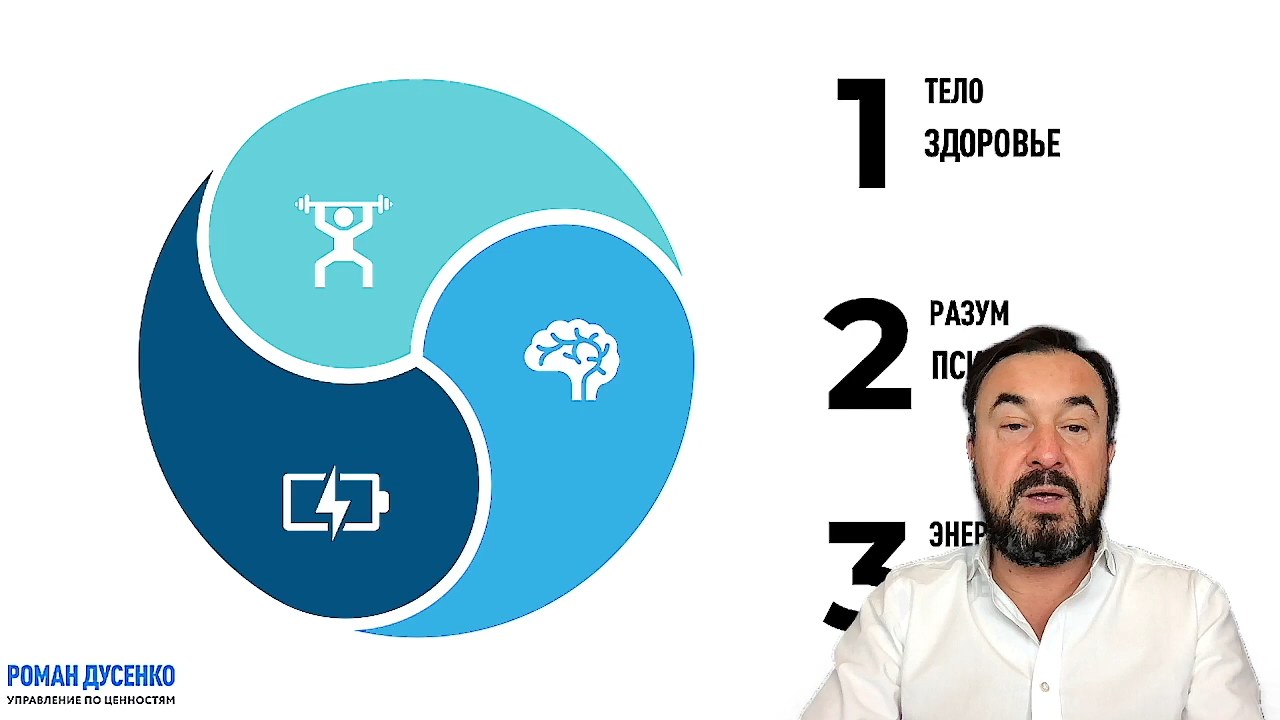 1
ТЕЛО
ЗДОРОВЬЕ
2
РАЗУМ
3
РОМАН ДУСЕНКО
УПРАВЛЕНИЕ ПО ЦЕННОСТЯМ